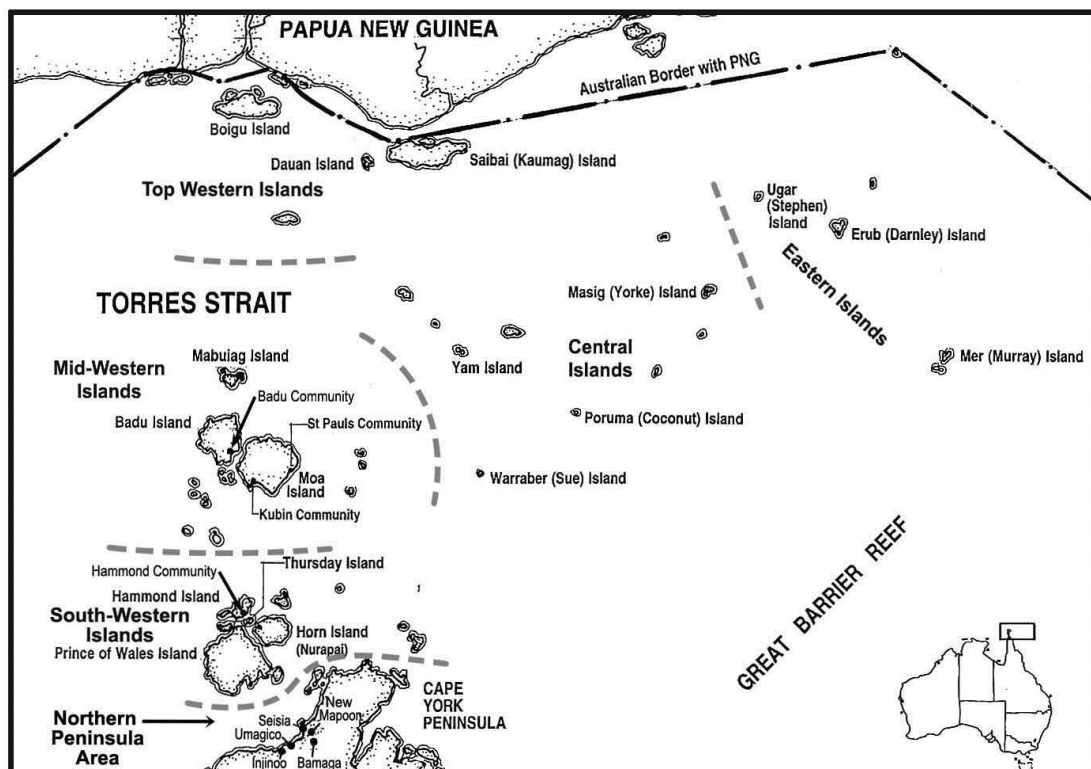 PAPUA NEW GUINEA
Australian Border with PNG
Boigu Island
Dauan Island
Saibai (Kaumag) Island
Top Western Islands
Ugar
(Stephen)
Island
Erub (Darnley) Island
Eastern Islands
TORRES STRAIT
Masig (Yorke) Island
Mabuiag Island
Yam Island
Central
Islands
Mer (Murray) Island
Mid-Western
Islands
Badu Community
Badu Island
St Pauls Community
Poruma (Coconut) Island
Moa
Island
Warraber (Sue) Island
Kubin Community
GREAT BARRIER REEF
Thursday Island
Hammond Community
Hammond Island
South-Western
Islands
Horn Island
(Nurapai)
Prince of Wales Island
CAPE
YORK
PENINSULA
Northern
Peninsula
Area
New
Mapoon
Seisia
Umagico
Injinoo
Bamaga